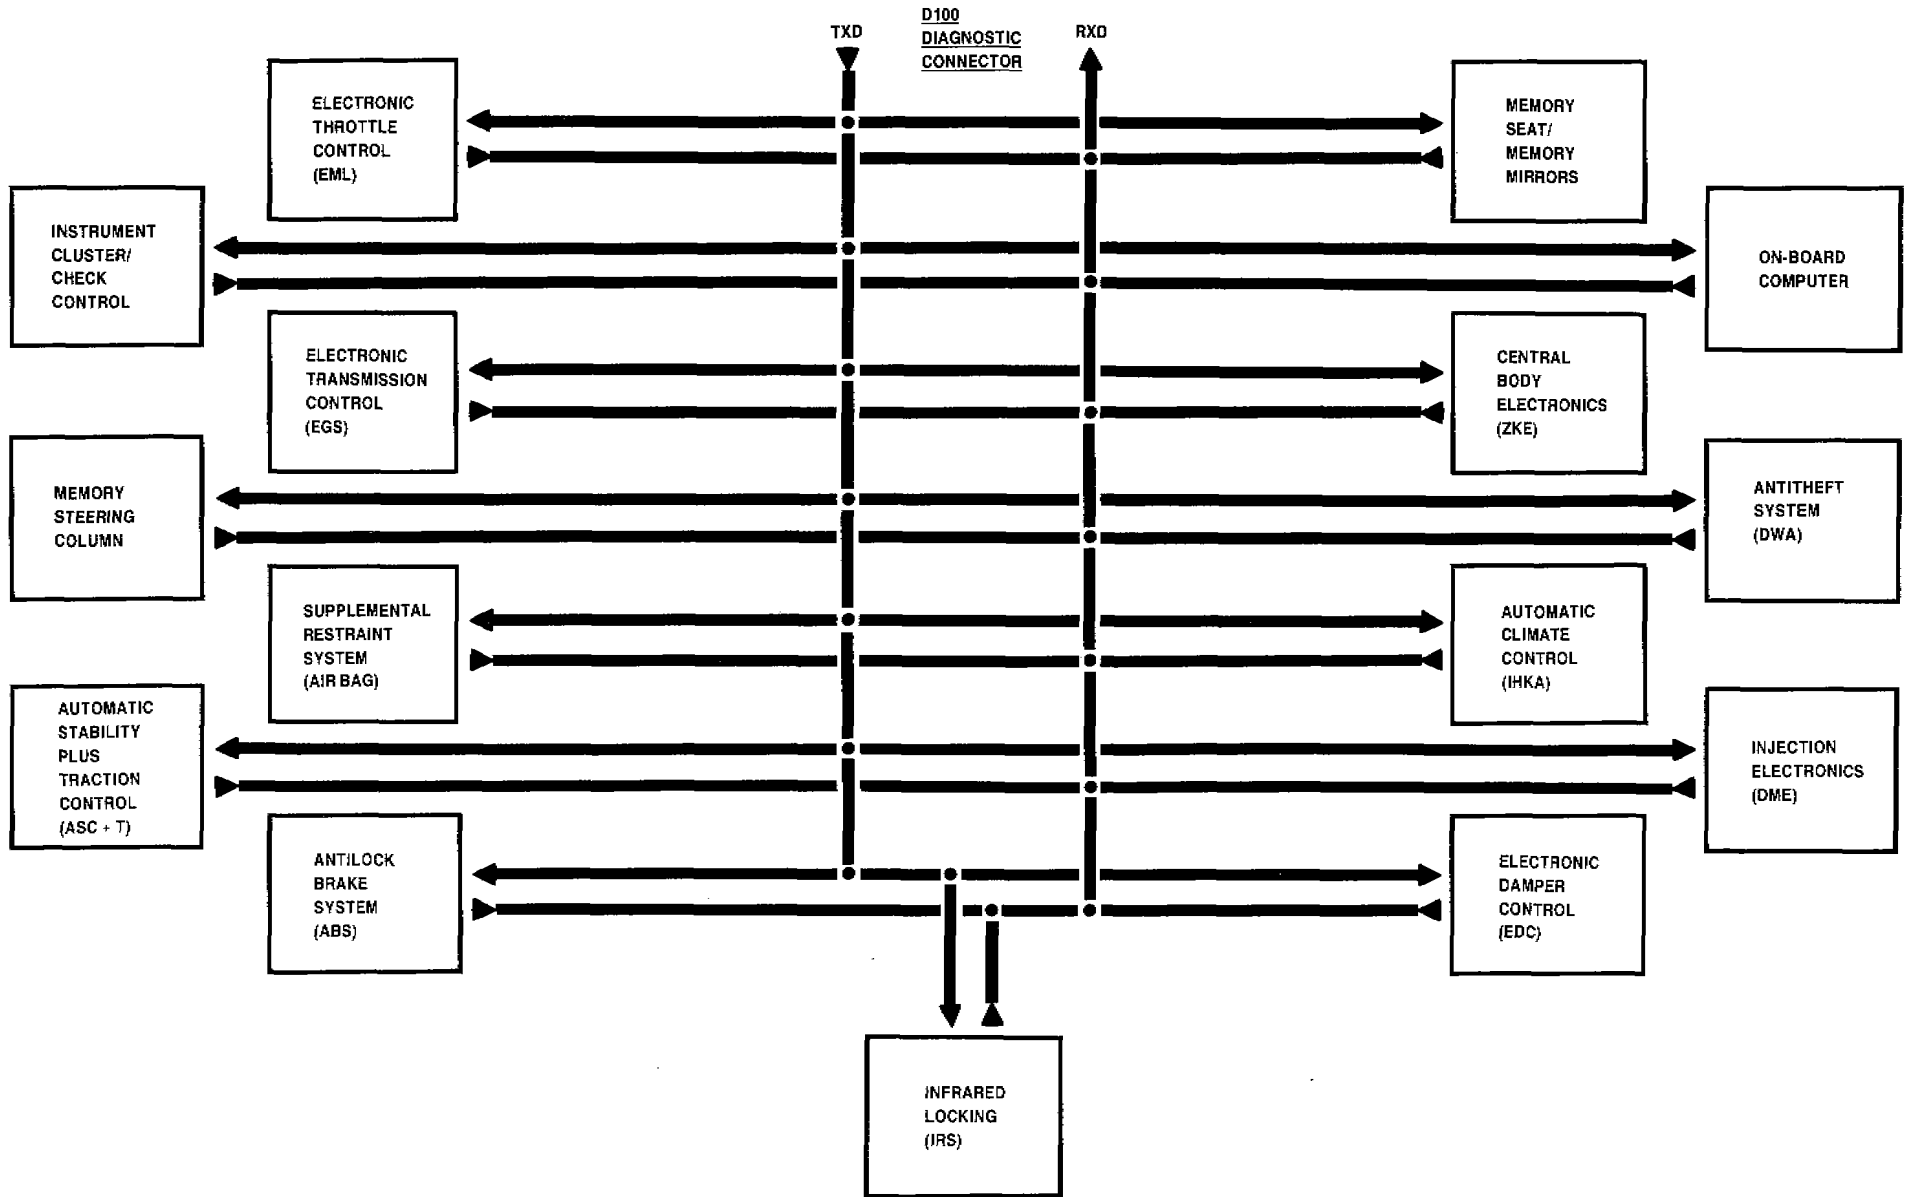 D100
DIAGNOSTIC
CONNECTOR
TXD
RXD
ELECTRONIC
THROTTLE
CONTROL
(EML)
MEMORY
SEAT/
MEMORY
MIRRORS
INSTRUMENT
CLUSTER/
CHECK
CONTROL
ON-BOARD
COMPUTER
ELECTRONIC
TRANSMISSION
CONTROL
(EGS)
CENTRAL
BODY
ELECTRONICS
(ZKE)
MEMORY
STEERING
COLUMN
ANTITHEFT
SYSTEM
(DWA)
SUPPLEMENTAL
RESTRAINT
SYSTEM
(AIR BAG)
AUTOMATIC
CLIMATE
CONTROL
(IHKA)
AUTOMATIC
STABILITY
PLUS
TRACTION
CONTROL
(ASC + T)
INJECTION
ELECTRONICS
(DME)
ANTILOCK
BRAKE
SYSTEM
(ABS)
ELECTRONIC
DAMPER
CONTROL
(EDC)
INFRARED
LOCKING
(IRS)